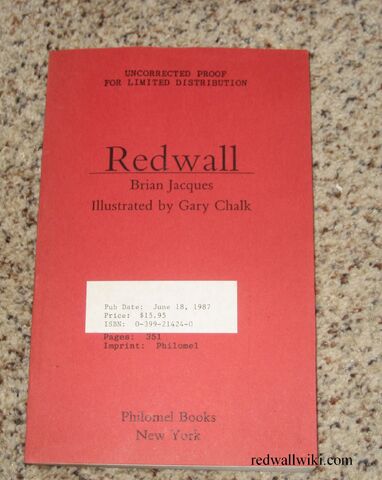 UNCORRECTED PROOF
FOR LIMITED DISTRIBUTION
Redwall
Brian Jacques
Illustrated by Gary Chalk
Pub Date: June 18, 1987
Price: $15.95
ISBN: 0-399-21424-0
Pages: 351
Imprint: Philomel
Philomel Books
New York
redwallwiki.com